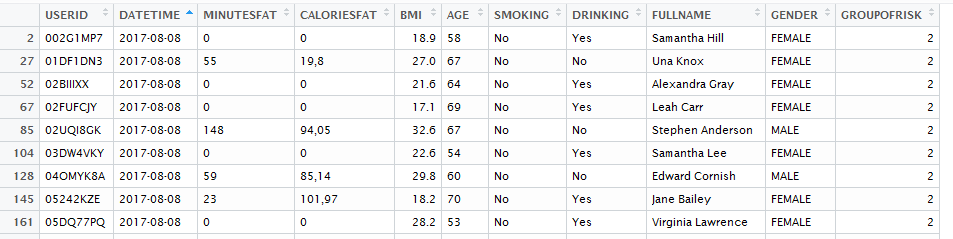 USERID DATETIME MINUTESFAT CALORIESFAT BMI AGE SMOKING DRINKING FULLNAME GENDER GROUPOFRISK
2 002G1MP7 2017-08-08 0 0 18.9 58 No Yes Samantha Hill FEMALE 2
27 01DF1DN3 2017-08-08 55 19,8 27.0 67 No No Una Knox FEMALE 2
52 02BIIIXX 2017-08-08 0 0 21.6 64 No Yes Alexandra Gray FEMALE 2
67 02FUFCJY 2017-08-08 0 0 17.1 69 No Yes Leah Carr FEMALE 2
85 02UQI8GK 2017-08-08 148 94,05 32.6 67 No No Stephen Anderson MALE 2
104 03DW4VKY 2017-08-08 0 0 22.6 54 No Yes Samantha Lee FEMALE 2
128 04OMYK8A 2017-08-08 59 85,14 29.8 60 No No Edward Cornish MALE 2
145 05242KZE 2017-08-08 23 101,97 18.2 70 No Yes Jane Bailey FEMALE 2
161 05DQ77PQ 2017-08-08 0 0 28.2 53 No Yes Virginia Lawrence FEMALE 2